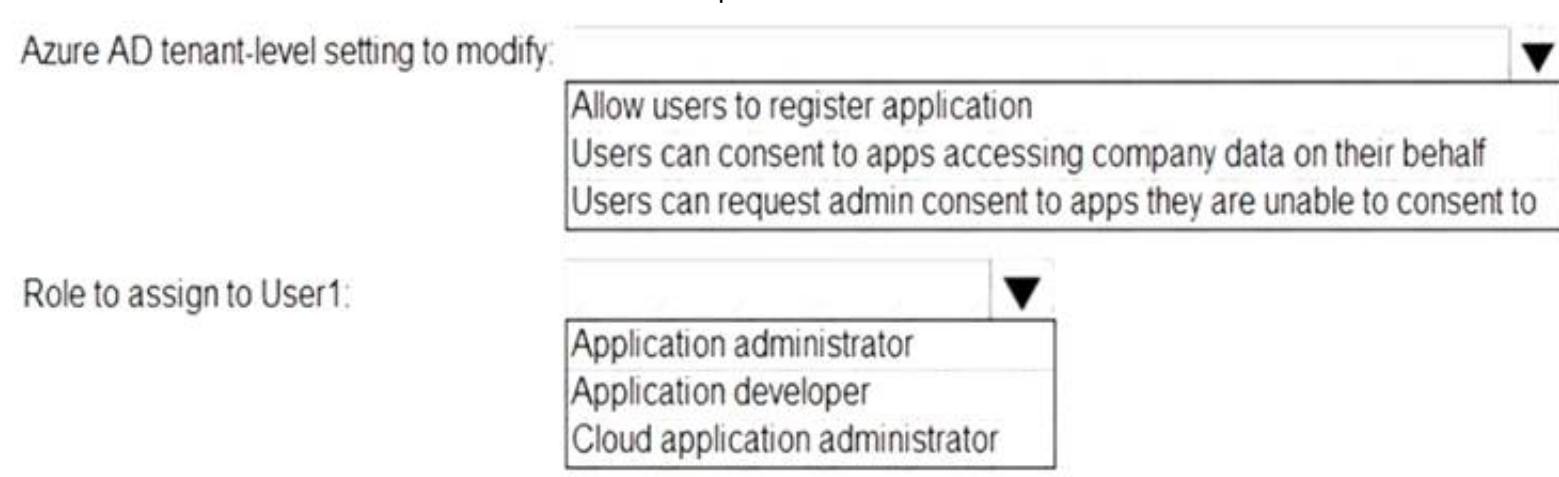 Azure AD tenant-level setting to modify:
Allow users to register application
Users can consent to apps accessing company data on their behalf
Users can request admin consent to apps they are unable to consent to
Role to assign to User1:
Application administrator
Application developer
Cloud application administrator